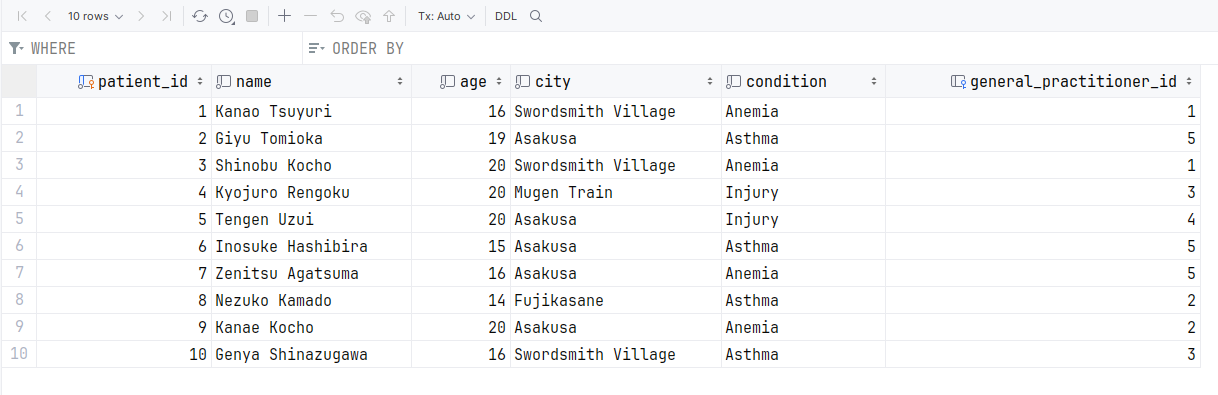 10 rows Tx: Auto DDL
WHERE ORDER BY
patient_id name age city condition general_practitioner_id
1 1 Kanao Tsuyuri 16 Swordsmith Village Anemia 1
2 2 Giyu Tomioka 19 Asakusa Asthma 5
3 3 Shinobu Kocho 20 Swordsmith Village Anemia 1
4 4 Kyojuro Rengoku 20 Mugen Train Injury 3
5 5 Tengen Uzui 20 Asakusa Injury 4
6 6 Inosuke Hashibira 15 Asakusa Asthma 5
7 7 Zenitsu Agatsuma 16 Asakusa Anemia 5
8 8 Nezuko Kamado 14 Fujikasane Asthma 2
9 9 Kanae Kocho 20 Asakusa Anemia 2
10 10 Genya Shinazugawa 16 Swordsmith Village Asthma 3